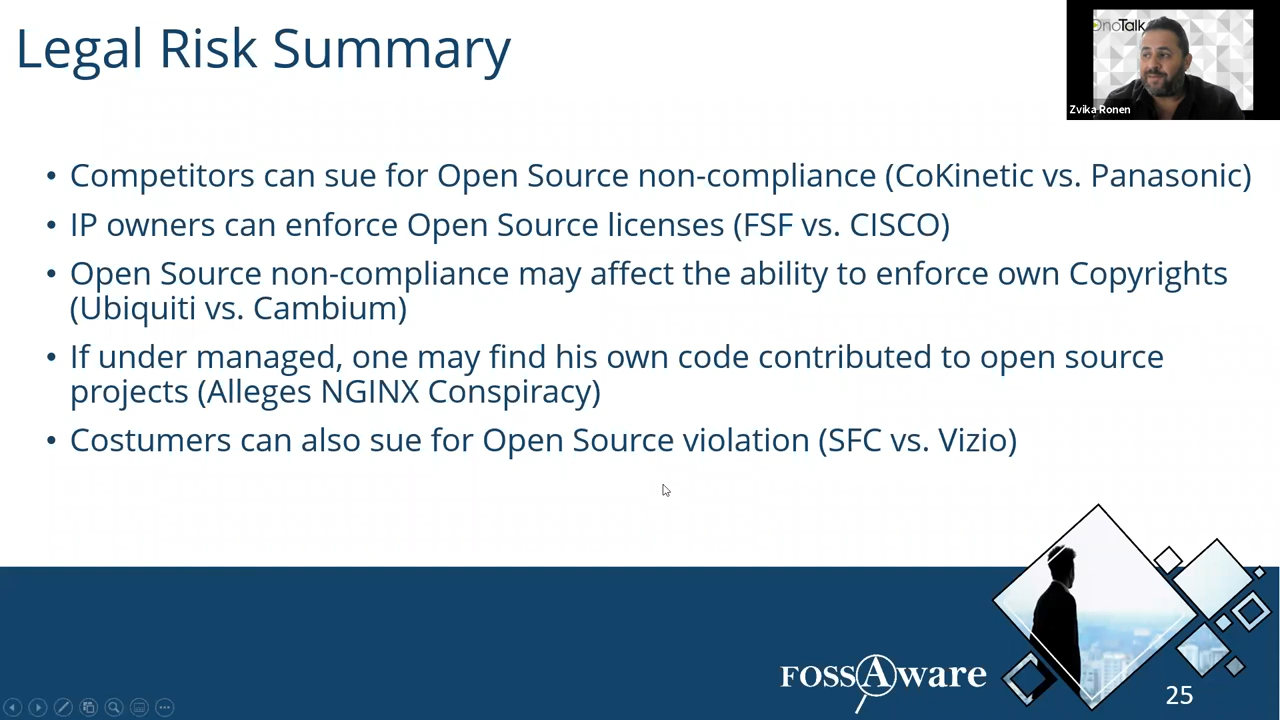 Legal Risk Summary
OnoTalk
Zvika Ronen
• Competitors can sue for Open Source non-compliance (CoKinetic vs. Panasonic)
• IP owners can enforce Open Source licenses (FSF vs. CISCO)
• Open Source non-compliance may affect the ability to enforce own Copyrights
(Ubiquiti vs. Cambium)
• If under managed, one may find his own code contributed to open source
projects (Alleges NGINX Conspiracy)
• Costumers can also sue for Open Source violation (SFC vs. Vizio)
FOSSAware
25